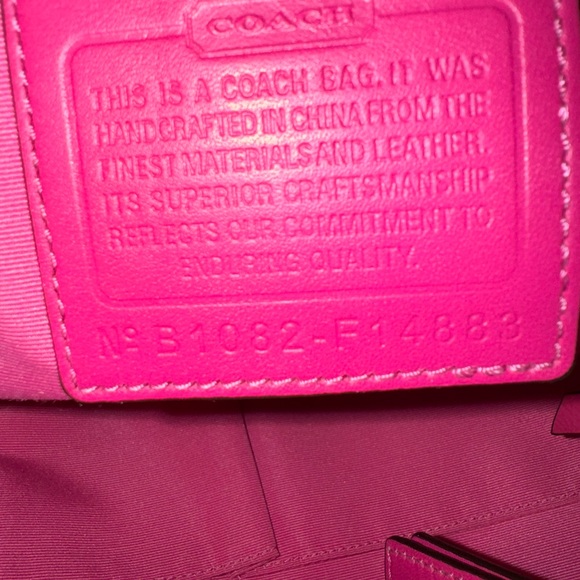 COACH
THIS IS A COACH BAG. IT WAS
HANDCRAFTED IN CHINA FROM THE
FINEST MATERIALS AND LEATHER.
ITS SUPERIOR CRAFTSMANSHIP
REFLECTS OUR COMMITMENT TO
ENDURING QUALITY.
Nº B1082-F14883